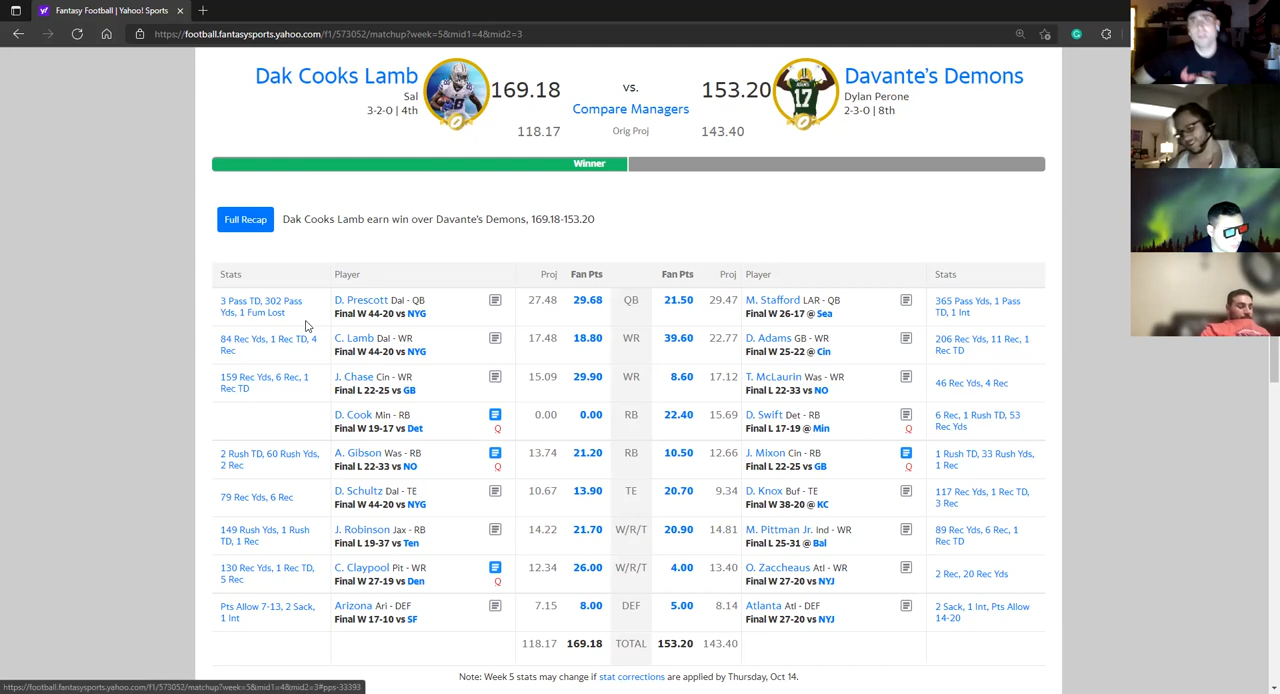 Fantasy Football | Yahoo! Sports
https://football.fantasysports.yahoo.com/f1/573052/matchup?week=5&mid1=4&mid2=3
Dak Cooks Lamb 169.18 vs. 153.20 Davante's Demons
Sal Compare Managers Dylan Perone
3-2-0 | 4th 2-3-0 | 8th
118.17 Orig Proj 143.40
Winner
Full Recap Dak Cooks Lamb earn win over Davante's Demons, 169.18-153.20
Stats Player Proj Fan Pts Fan Pts Proj Player Stats
3 Pass TD, 302 Pass D. Prescott Dal - QB 27.48 29.68 QB 21.50 29.47 M. Stafford LAR - QB 365 Pass Yds, 1 Pass
Yds, 1 Fum Lost Final W 44-20 vs NYG Final W 26-17 @ Sea TD, 1 Int
84 Rec Yds, 1 Rec TD, 4 C. Lamb Dal - WR 17.48 18.80 WR 39.60 22.77 D. Adams GB - WR 206 Rec Yds, 11 Rec, 1
Rec Final W 44-20 vs NYG Final W 25-22 @ Cin Rec TD
159 Rec Yds, 6 Rec, 1 J. Chase Cin - WR 15.09 29.90 WR 8.60 17.12 T. McLaurin Was - WR 46 Rec Yds, 4 Rec
Rec TD Final L 22-25 vs GB Final L 22-33 vs NO
D. Cook Min - RB 0.00 0.00 RB 22.40 15.69 D. Swift Det - RB 6 Rec, 1 Rush TD, 53
Final W 19-17 vs Det Q Final L 17-19 @ Min Q Rec Yds
2 Rush TD, 60 Rush Yds, A. Gibson Was - RB 13.74 21.20 RB 10.50 12.66 J. Mixon Cin - RB 1 Rush TD, 33 Rush Yds,
2 Rec Final L 22-33 vs NO Q Final L 22-25 vs GB Q 1 Rec
79 Rec Yds, 6 Rec D. Schultz Dal - TE 10.67 13.90 TE 20.70 9.34 D. Knox Buf - TE 117 Rec Yds, 1 Rec TD,
Final W 44-20 vs NYG Final W 38-20 @ KC 3 Rec
149 Rush Yds, 1 Rush J. Robinson Jax - RB 14.22 21.70 W/R/T 20.90 14.81 M. Pittman Jr. Ind - WR 89 Rec Yds, 6 Rec, 1
TD, 1 Rec Final L 19-37 vs Ten Final L 25-31 @ Bal Rec TD
130 Rec Yds, 1 Rec TD, C. Claypool Pit - WR 12.34 26.00 W/R/T 4.00 13.40 O. Zaccheaus Atl - WR 2 Rec, 20 Rec Yds
5 Rec Final W 27-19 vs Den Q Final W 27-20 vs NYJ
Pts Allow 7-13, 2 Sack, Arizona Ari - DEF 7.15 8.00 DEF 5.00 8.14 Atlanta Atl - DEF 2 Sack, 1 Int, Pts Allow
1 Int Final W 17-10 vs SF Final W 27-20 vs NYJ 14-20
118.17 169.18 TOTAL 153.20 143.40
Note: Week 5 stats may change if stat corrections are applied by Thursday, Oct 14.
https://football.fantasysports.yahoo.com/f1/573052/matchup?week=5&mid1=4&mid2=3#pps-33393